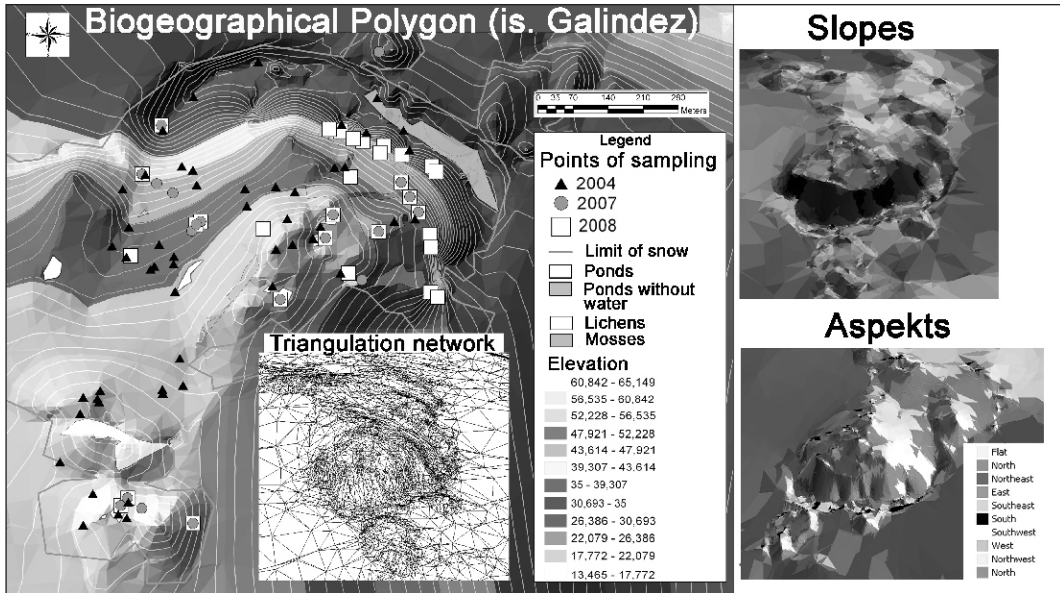 Biogeographical Polygon (is. Galindez)
0 35 70 140 210 280
Meters
Legend
Points of sampling
2004
2007
2008
Limit of snow
Ponds
Ponds without
water
Lichens
Mosses
Elevation
60,842 - 65,149
56,535 - 60,842
52,228 - 56,535
47,921 - 52,228
43,614 - 47,921
39,307 - 43,614
35 - 39,307
30,693 - 35
26,386 - 30,693
22,079 - 26,386
17,772 - 22,079
13,465 - 17,772
Triangulation network
Slopes
Aspekts
Flat
North
Northeast
East
Southeast
South
Southwest
West
Northwest
North